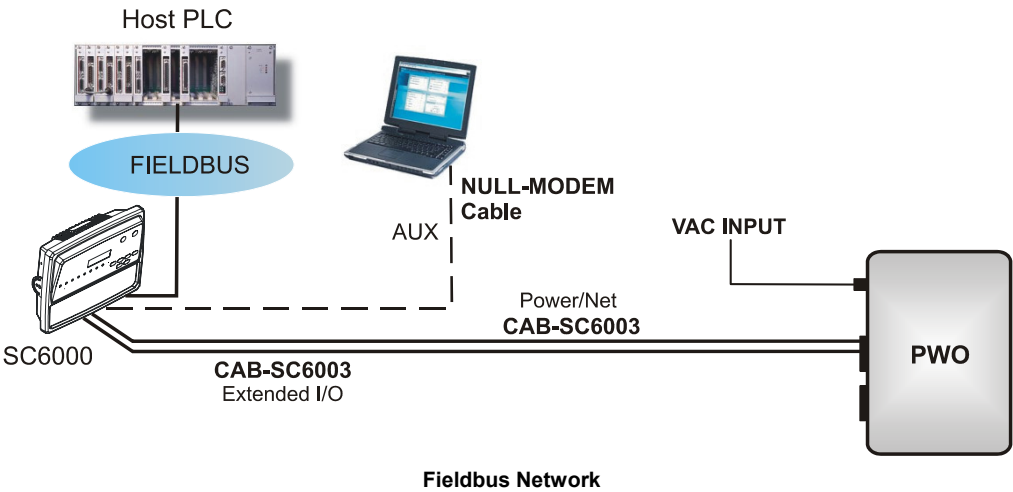 Host PLC
FIELDBUS
NULL-MODEM
Cable
AUX
VAC INPUT
Power/Net
CAB-SC6003
SC6000
CAB-SC6003
Extended I/O
PWO
Fieldbus Network